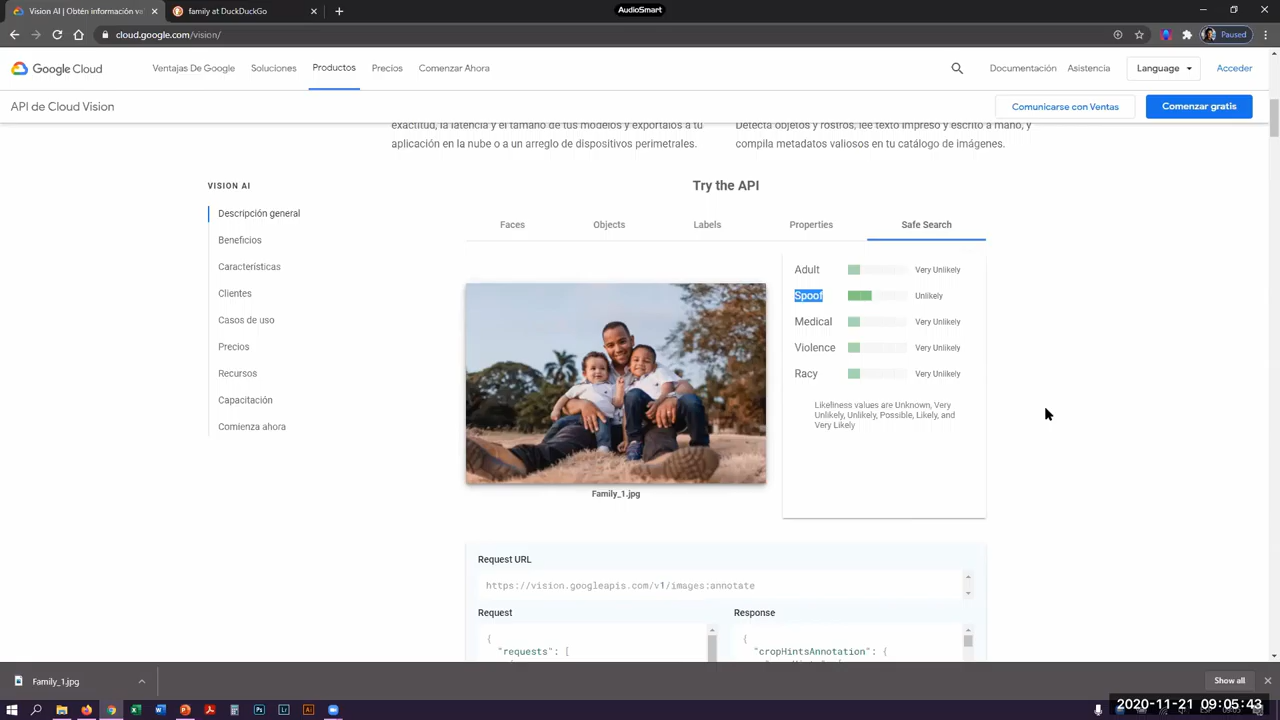 Vision AI | Obtén informacio va
family at DuckDuckGo
AudioSmart
cloud.google.com/vision/
Paused
Google Cloud
Ventajas De Google
Soluciones
Productos
Precios
Comenzar Ahora
Documentación
Asistencia
Language
Acceder
API de Cloud Vision
Comunicarse con Ventas
Comenzar gratis
exactitud, la latencia y el tamaño de tus modelos y expórtalos a tu
aplicación en la nube o a un arreglo de dispositivos perimetrales.
Detecta objetos y rostros, lee texto impreso y escrito a mano, y
compila metadatos valiosos en tu catálogo de imágenes.
VISION AI
Descripción general
Beneficios
Características
Clientes
Casos de uso
Precios
Recursos
Capacitación
Comienza ahora
Try the API
Faces
Objects
Labels
Properties
Safe Search
Adult Very Unlikely
Spoof Unlikely
Medical Very Unlikely
Violence Very Unlikely
Racy Very Unlikely
Likeliness values are Unknown, Very
Unlikely, Unlikely, Possible, Likely, and
Very Likely
Family_1.jpg
Request URL
https://vision.googleapis.com/v1/images:annotate
Request
{
"requests": [
Response
{
"cropHintsAnnotation": {
Family_1.jpg
Show all
2020-11-21 09:05:43